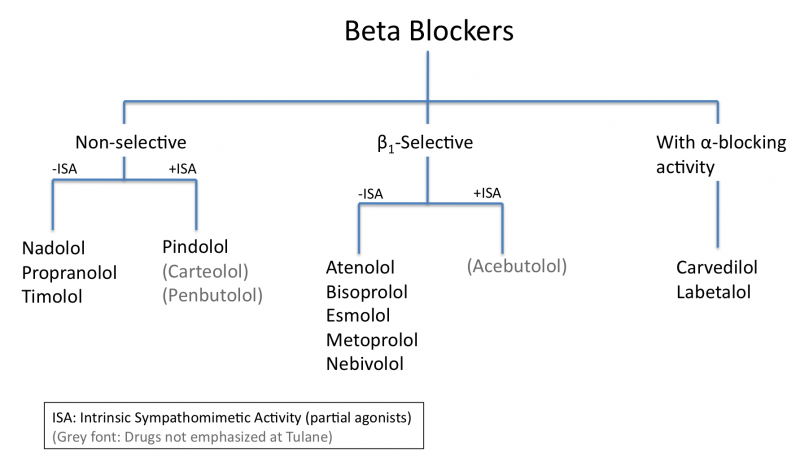 Beta Blockers
Non-selective
β1-Selective
With α-blocking
activity
-ISA
+ISA
-ISA
+ISA
Nadolol
Propranolol
Timolol
Pindolol
(Carteolol)
(Penbutolol)
Atenolol
Bisoprolol
Esmolol
Metoprolol
Nebivolol
(Acebutolol)
Carvedilol
Labetalol
ISA: Intrinsic Sympathomimetic Activity (partial agonists)
(Grey font: Drugs not emphasized at Tulane)